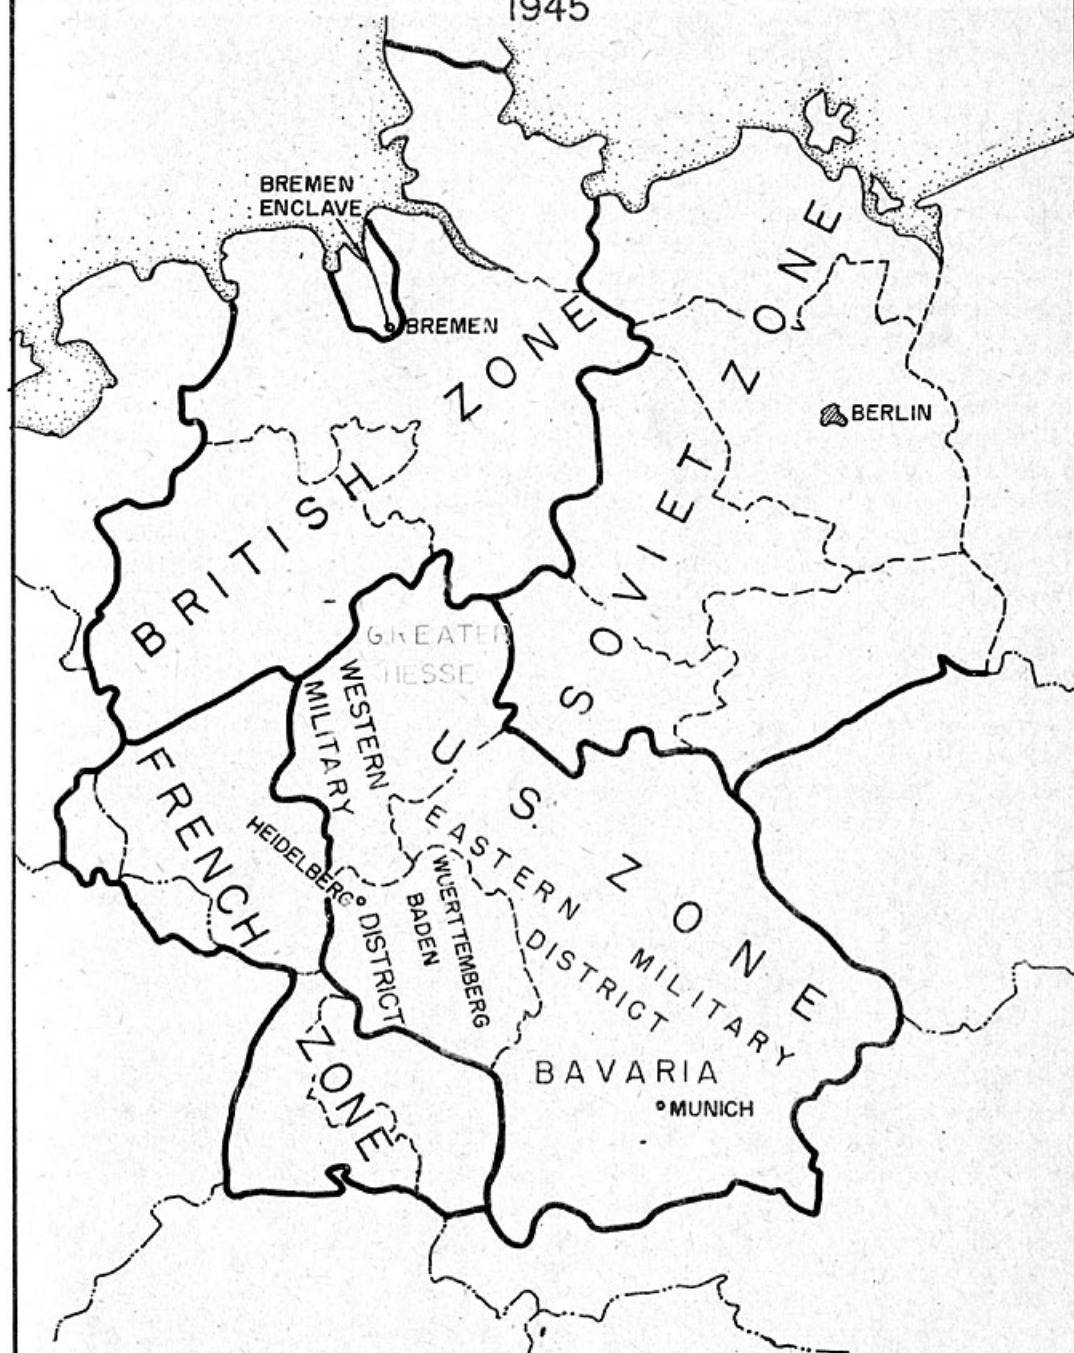 1945
BREMEN
ENCLAVE
BREMEN
BRITISH ZONE
SOVIET ZONE
BERLIN
GREATER
HESSE
WESTERN
MILITARY
DISTRICT
U. S. ZONE
EASTERN MILITARY
DISTRICT
FRENCH
ZONE
HEIDELBERG
WUERTTEMBERG
BADEN
BAVARIA
MUNICH